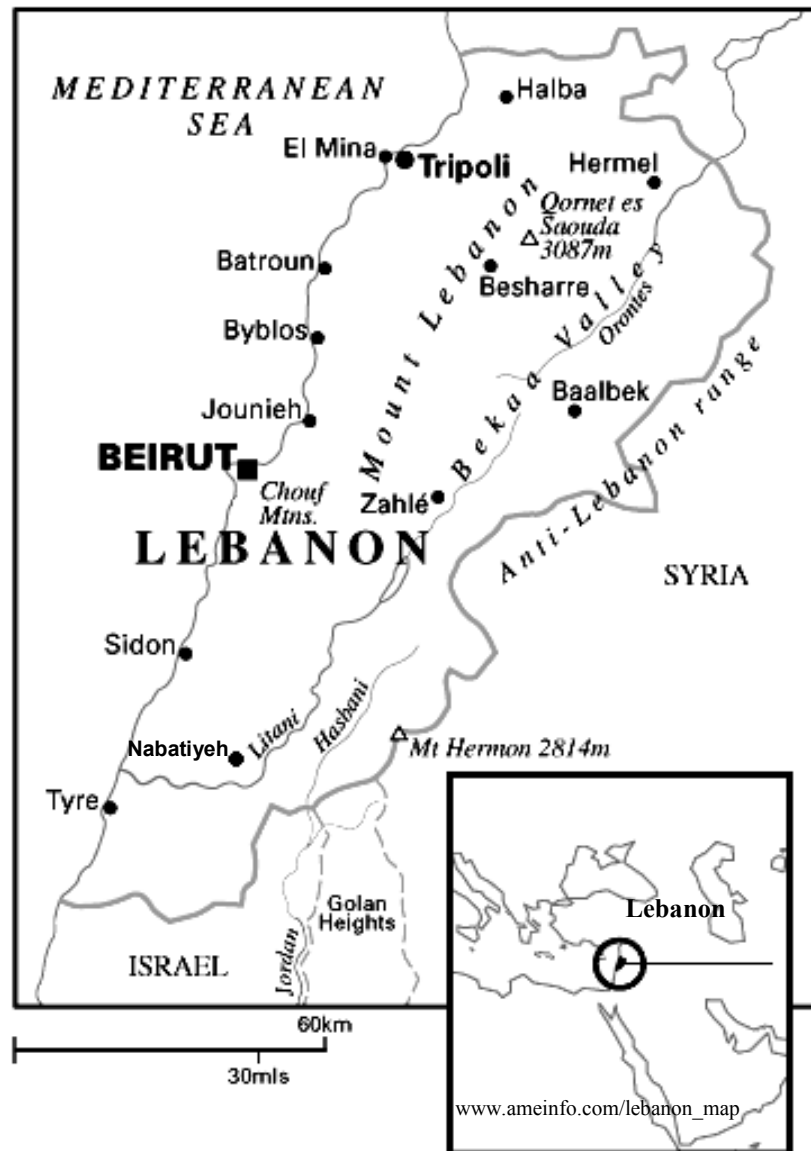 MEDITERRANEAN
SEA
Halba
El Mina
Tripoli
Hermel
Qornet es
Saouda
3087m
Batroun
Besharre
Mount Lebanon
Bekaa Valley
Orontes
Byblos
Baalbek
Jounieh
BEIRUT
Chouf
Mtns.
Zahlé
LEBANON
Anti-Lebanon range
SYRIA
Sidon
Litani
Hasbani
Nabatiyeh
Mt Hermon 2814m
Tyre
Golan
Heights
ISRAEL
Jordan
Lebanon
60km
30mls
www.ameinfo.com/lebanon_map